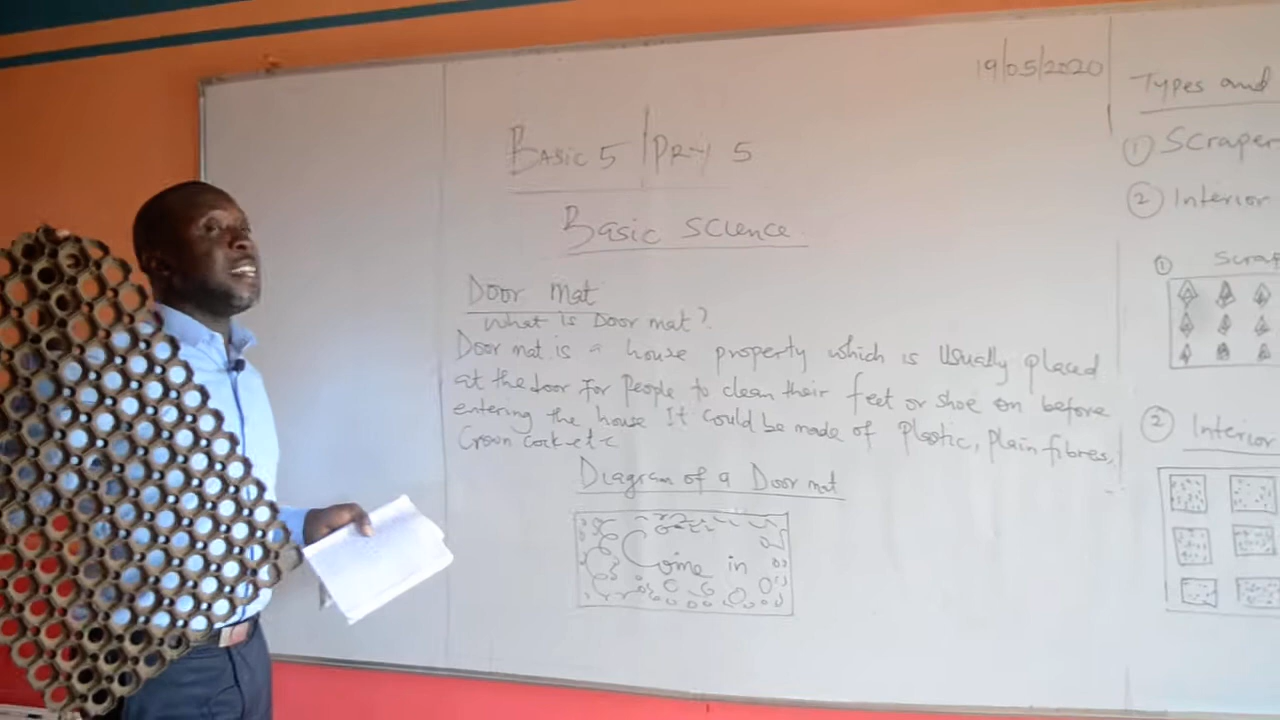 19/05/2020
BASIC 5 | PRY 5
Basic Science
Door Mat
What is Door mat?
Door mat is a house property which is Usually placed
at the door for People to clean their feet or shoe on before
entering the house It could be made of Plastic, plain fibres,
Crown cork etc
Diagram of a Door mat
Come in
Types and
① Scraper
② Interior
① Scrap
② Interior